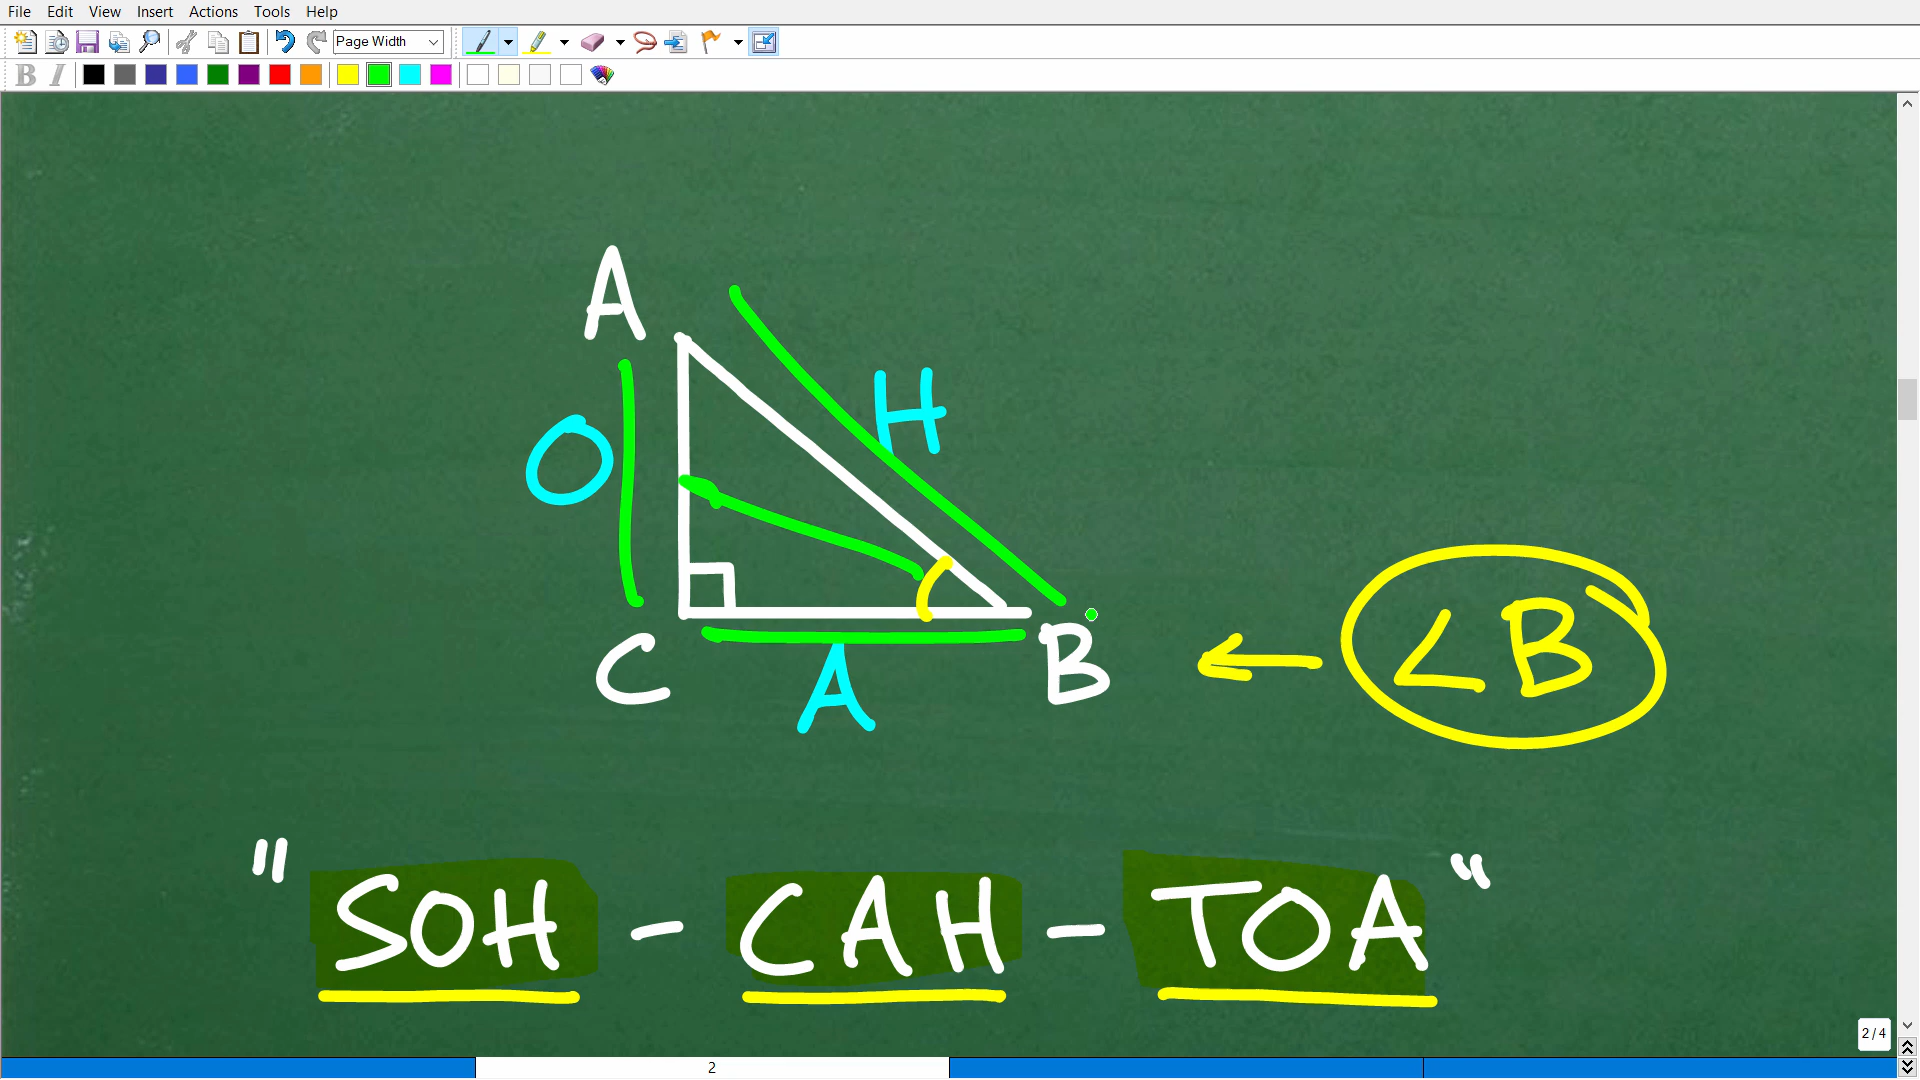 File Edit View Insert Actions Tools Help
Page Width
B I
A
H
O
∠B
C A B
"SOH - CAH - TOA"
2 / 4
2